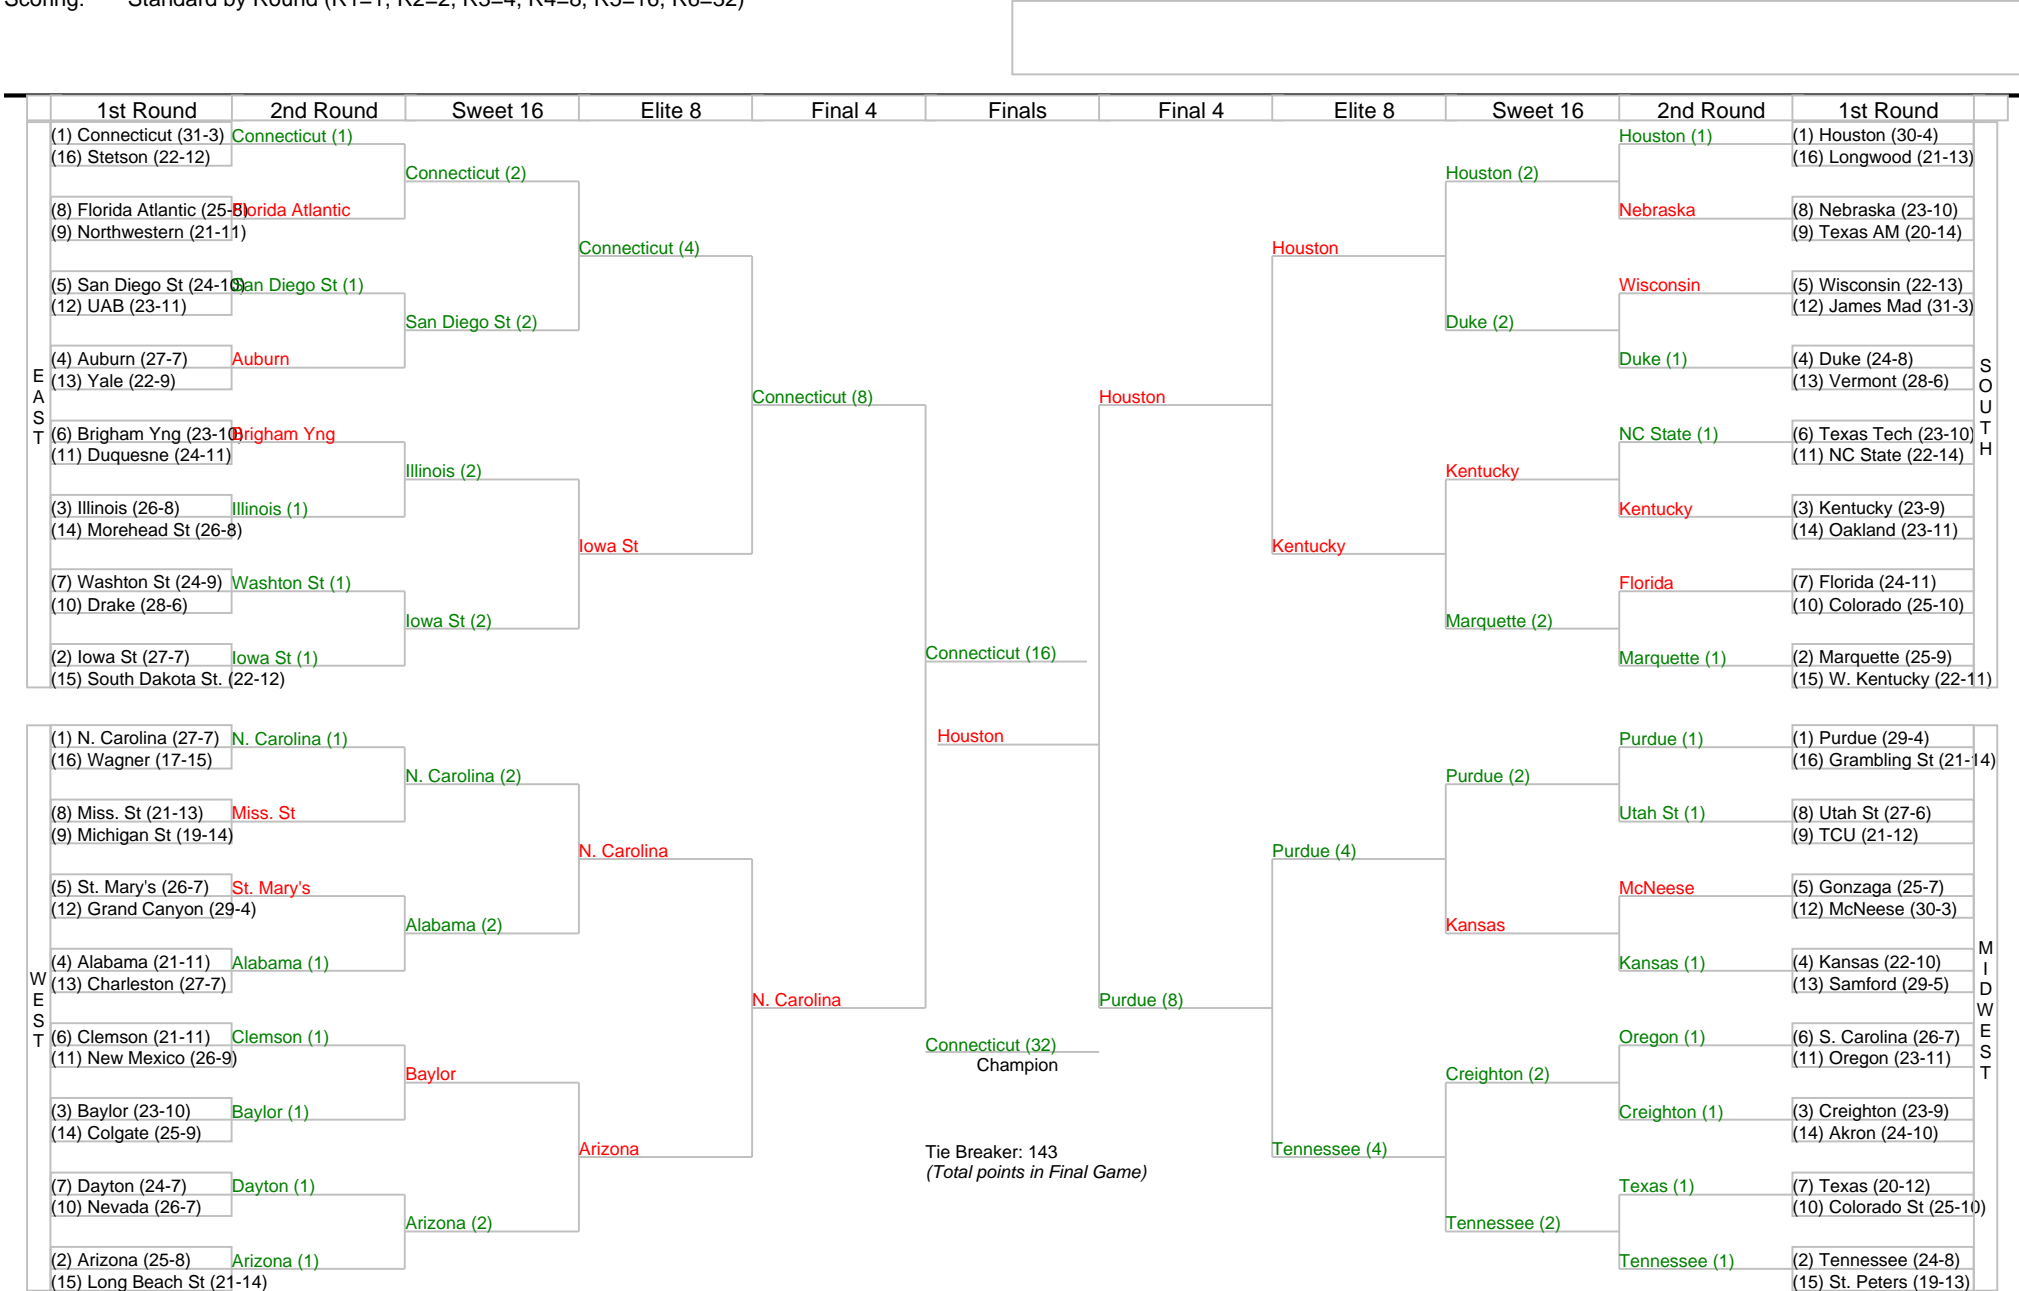 Scoring: Standard by Round (R1=1, R2=2, R3=4, R4=8, R5=16, R6=32)
1st Round 2nd Round Sweet 16 Elite 8 Final 4 Finals Final 4 Elite 8 Sweet 16 2nd Round 1st Round
EAST
(1) Connecticut (31-3)
(16) Stetson (22-12)
(8) Florida Atlantic (25-8)
(9) Northwestern (21-11)
(5) San Diego St (24-10)
(12) UAB (23-11)
(4) Auburn (27-7)
(13) Yale (22-9)
(6) Brigham Yng (23-10)
(11) Duquesne (24-11)
(3) Illinois (26-8)
(14) Morehead St (26-8)
(7) Washton St (24-9)
(10) Drake (28-6)
(2) Iowa St (27-7)
(15) South Dakota St. (22-12)
Connecticut (1)
Florida Atlantic
San Diego St (1)
Auburn
Brigham Yng
Illinois (1)
Washton St (1)
Iowa St (1)
Connecticut (2)
San Diego St (2)
Illinois (2)
Iowa St (2)
Connecticut (4)
Iowa St
Connecticut (8)
WEST
(1) N. Carolina (27-7)
(16) Wagner (17-15)
(8) Miss. St (21-13)
(9) Michigan St (19-14)
(5) St. Mary's (26-7)
(12) Grand Canyon (29-4)
(4) Alabama (21-11)
(13) Charleston (27-7)
(6) Clemson (21-11)
(11) New Mexico (26-9)
(3) Baylor (23-10)
(14) Colgate (25-9)
(7) Dayton (24-7)
(10) Nevada (26-7)
(2) Arizona (25-8)
(15) Long Beach St (21-14)
N. Carolina (1)
Miss. St
St. Mary's
Alabama (1)
Clemson (1)
Baylor (1)
Dayton (1)
Arizona (1)
N. Carolina (2)
Alabama (2)
Baylor
Arizona (2)
N. Carolina
Arizona
N. Carolina
Connecticut (16)
Houston
Connecticut (32)
Champion
Tie Breaker: 143
(Total points in Final Game)
Houston
Houston
Kentucky
Houston (2)
Duke (2)
Kentucky
Marquette (2)
Houston (1)
Nebraska
Wisconsin
Duke (1)
NC State (1)
Kentucky
Florida
Marquette (1)
(1) Houston (30-4)
(16) Longwood (21-13)
(8) Nebraska (23-10)
(9) Texas AM (20-14)
(5) Wisconsin (22-13)
(12) James Mad (31-3)
(4) Duke (24-8)
(13) Vermont (28-6)
(6) Texas Tech (23-10)
(11) NC State (22-14)
(3) Kentucky (23-9)
(14) Oakland (23-11)
(7) Florida (24-11)
(10) Colorado (25-10)
(2) Marquette (25-9)
(15) W. Kentucky (22-11)
SOUTH
Purdue (8)
Purdue (4)
Tennessee (4)
Purdue (2)
Kansas
Creighton (2)
Tennessee (2)
Purdue (1)
Utah St (1)
McNeese
Kansas (1)
Oregon (1)
Creighton (1)
Texas (1)
Tennessee (1)
(1) Purdue (29-4)
(16) Grambling St (21-14)
(8) Utah St (27-6)
(9) TCU (21-12)
(5) Gonzaga (25-7)
(12) McNeese (30-3)
(4) Kansas (22-10)
(13) Samford (29-5)
(6) S. Carolina (26-7)
(11) Oregon (23-11)
(3) Creighton (23-9)
(14) Akron (24-10)
(7) Texas (20-12)
(10) Colorado St (25-10)
(2) Tennessee (24-8)
(15) St. Peters (19-13)
MIDWEST